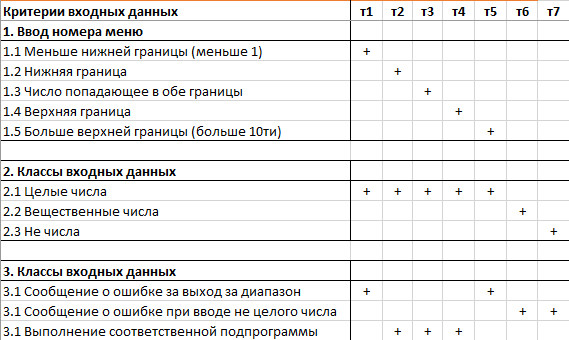 Критерии входных данных т1 т2 т3 т4 т5 т6 т7
1. Ввод номера меню
1.1 Меньше нижней границы (меньше 1) +
1.2 Нижняя граница +
1.3 Число попадающее в обе границы +
1.4 Верхняя граница +
1.5 Больше верхней границы (больше 10ти) +
2. Классы входных данных
2.1 Целые числа + + + + +
2.2 Вещественные числа +
2.3 Не числа +
3. Классы входных данных
3.1 Сообщение о ошибке за выход за диапазон + +
3.1 Сообщение о ошибке при вводе не целого числа + +
3.1 Выполнение соответственной подпрограммы + + +